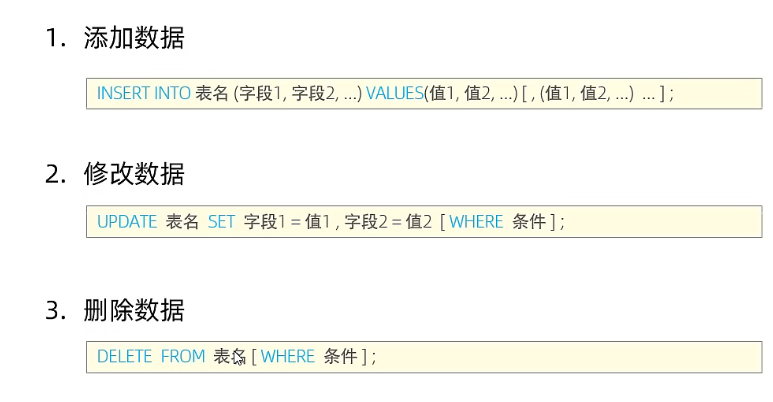 1. 添加数据
INSERT INTO 表名 (字段1, 字段2, ...) VALUES(值1, 值2, ...) [ , (值1, 值2, ...) ... ] ;
2. 修改数据
UPDATE 表名 SET 字段1 = 值1 , 字段2 = 值2 [ WHERE 条件 ] ;
3. 删除数据
DELETE FROM 表名 [ WHERE 条件 ] ;